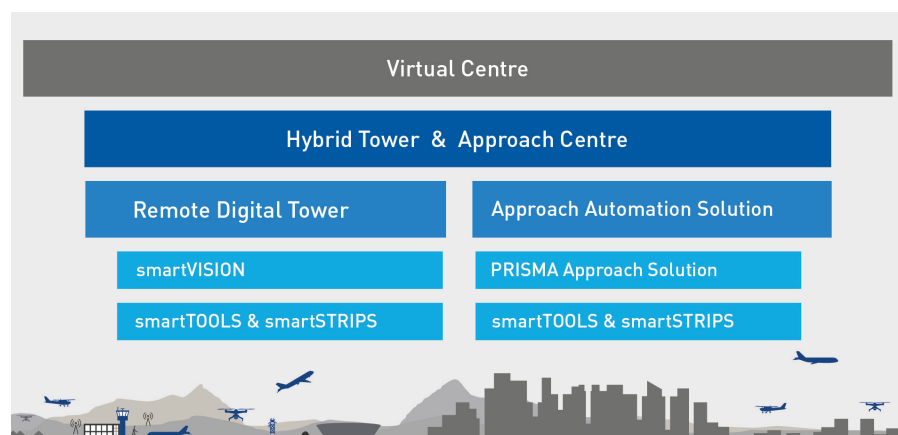 Virtual Centre
Hybrid Tower & Approach Centre
Remote Digital Tower
Approach Automation Solution
smartVISION
PRISMA Approach Solution
smartTOOLS & smartSTRIPS
smartTOOLS & smartSTRIPS